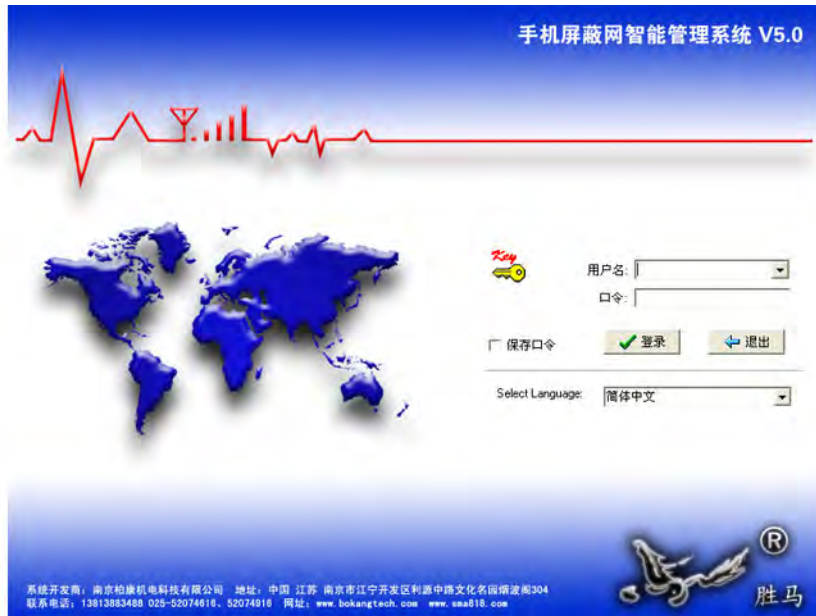 手机屏蔽网智能管理系统 V5.0
Key
用户名:
口令:
保存口令
登录
退出
Select Language:
简体中文
®
胜马
系统开发商：南京柏康机电科技有限公司 地址：中国 江苏 南京市江宁开发区利源中路文化名园烟波阁304
联系电话：13813883488 025-52074616、52074916 网址：www.bokangtech.com www.sma818.com